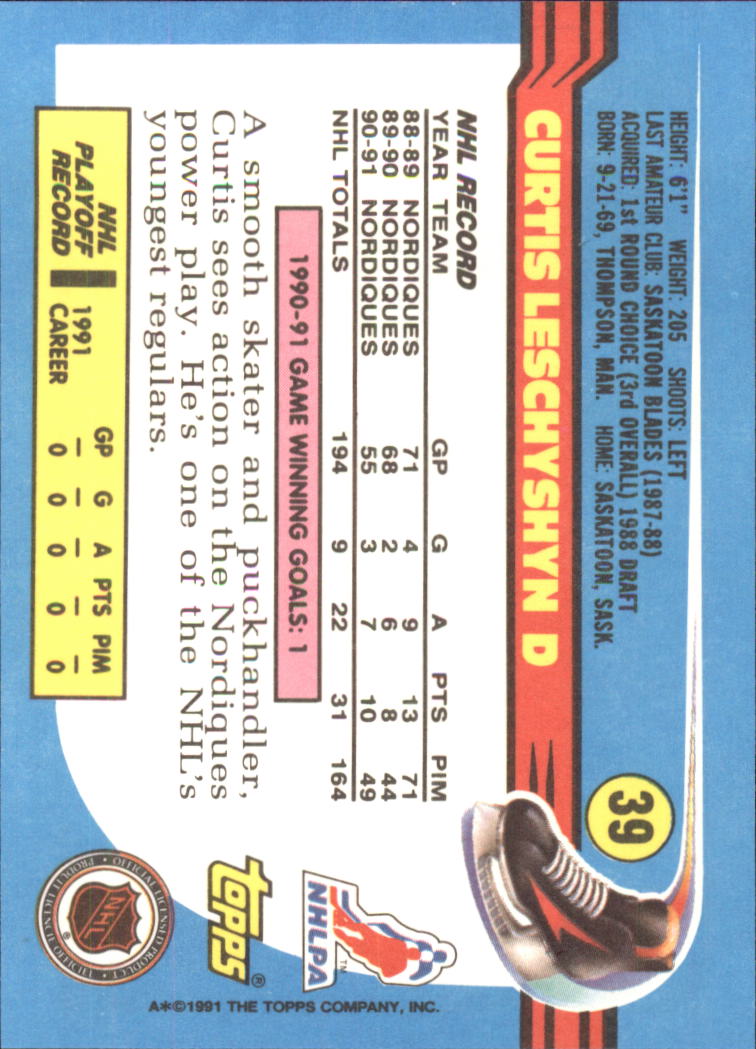 HEIGHT: 6'1" WEIGHT: 205 SHOOTS: LEFT
LAST AMATEUR CLUB: SASKATOON BLADES (1987-88)
ACQUIRED: 1st ROUND CHOICE (3rd OVERALL) 1988 DRAFT
BORN: 9-21-69, THOMPSON, MAN. HOME: SASKATOON, SASK.
39
CURTIS LESCHYSHYN D
NHL RECORD
YEAR TEAM GP G A PTS PIM
88-89 NORDIQUES 71 4 9 13 71
89-90 NORDIQUES 68 2 6 8 44
90-91 NORDIQUES 55 3 7 10 49
NHL TOTALS 194 9 22 31 164
1990-91 GAME WINNING GOALS: 1
A smooth skater and puckhandler,
Curtis sees action on the Nordiques
power play. He's one of the NHL's
youngest regulars.
NHL PLAYOFF RECORD
GP G A PTS PIM
1991 — — — — —
CAREER 0 0 0 0 0
NHLPA™
TOPPS®
NHL ®
OFFICIAL LICENSED PRODUCT
A*©1991 THE TOPPS COMPANY, INC.